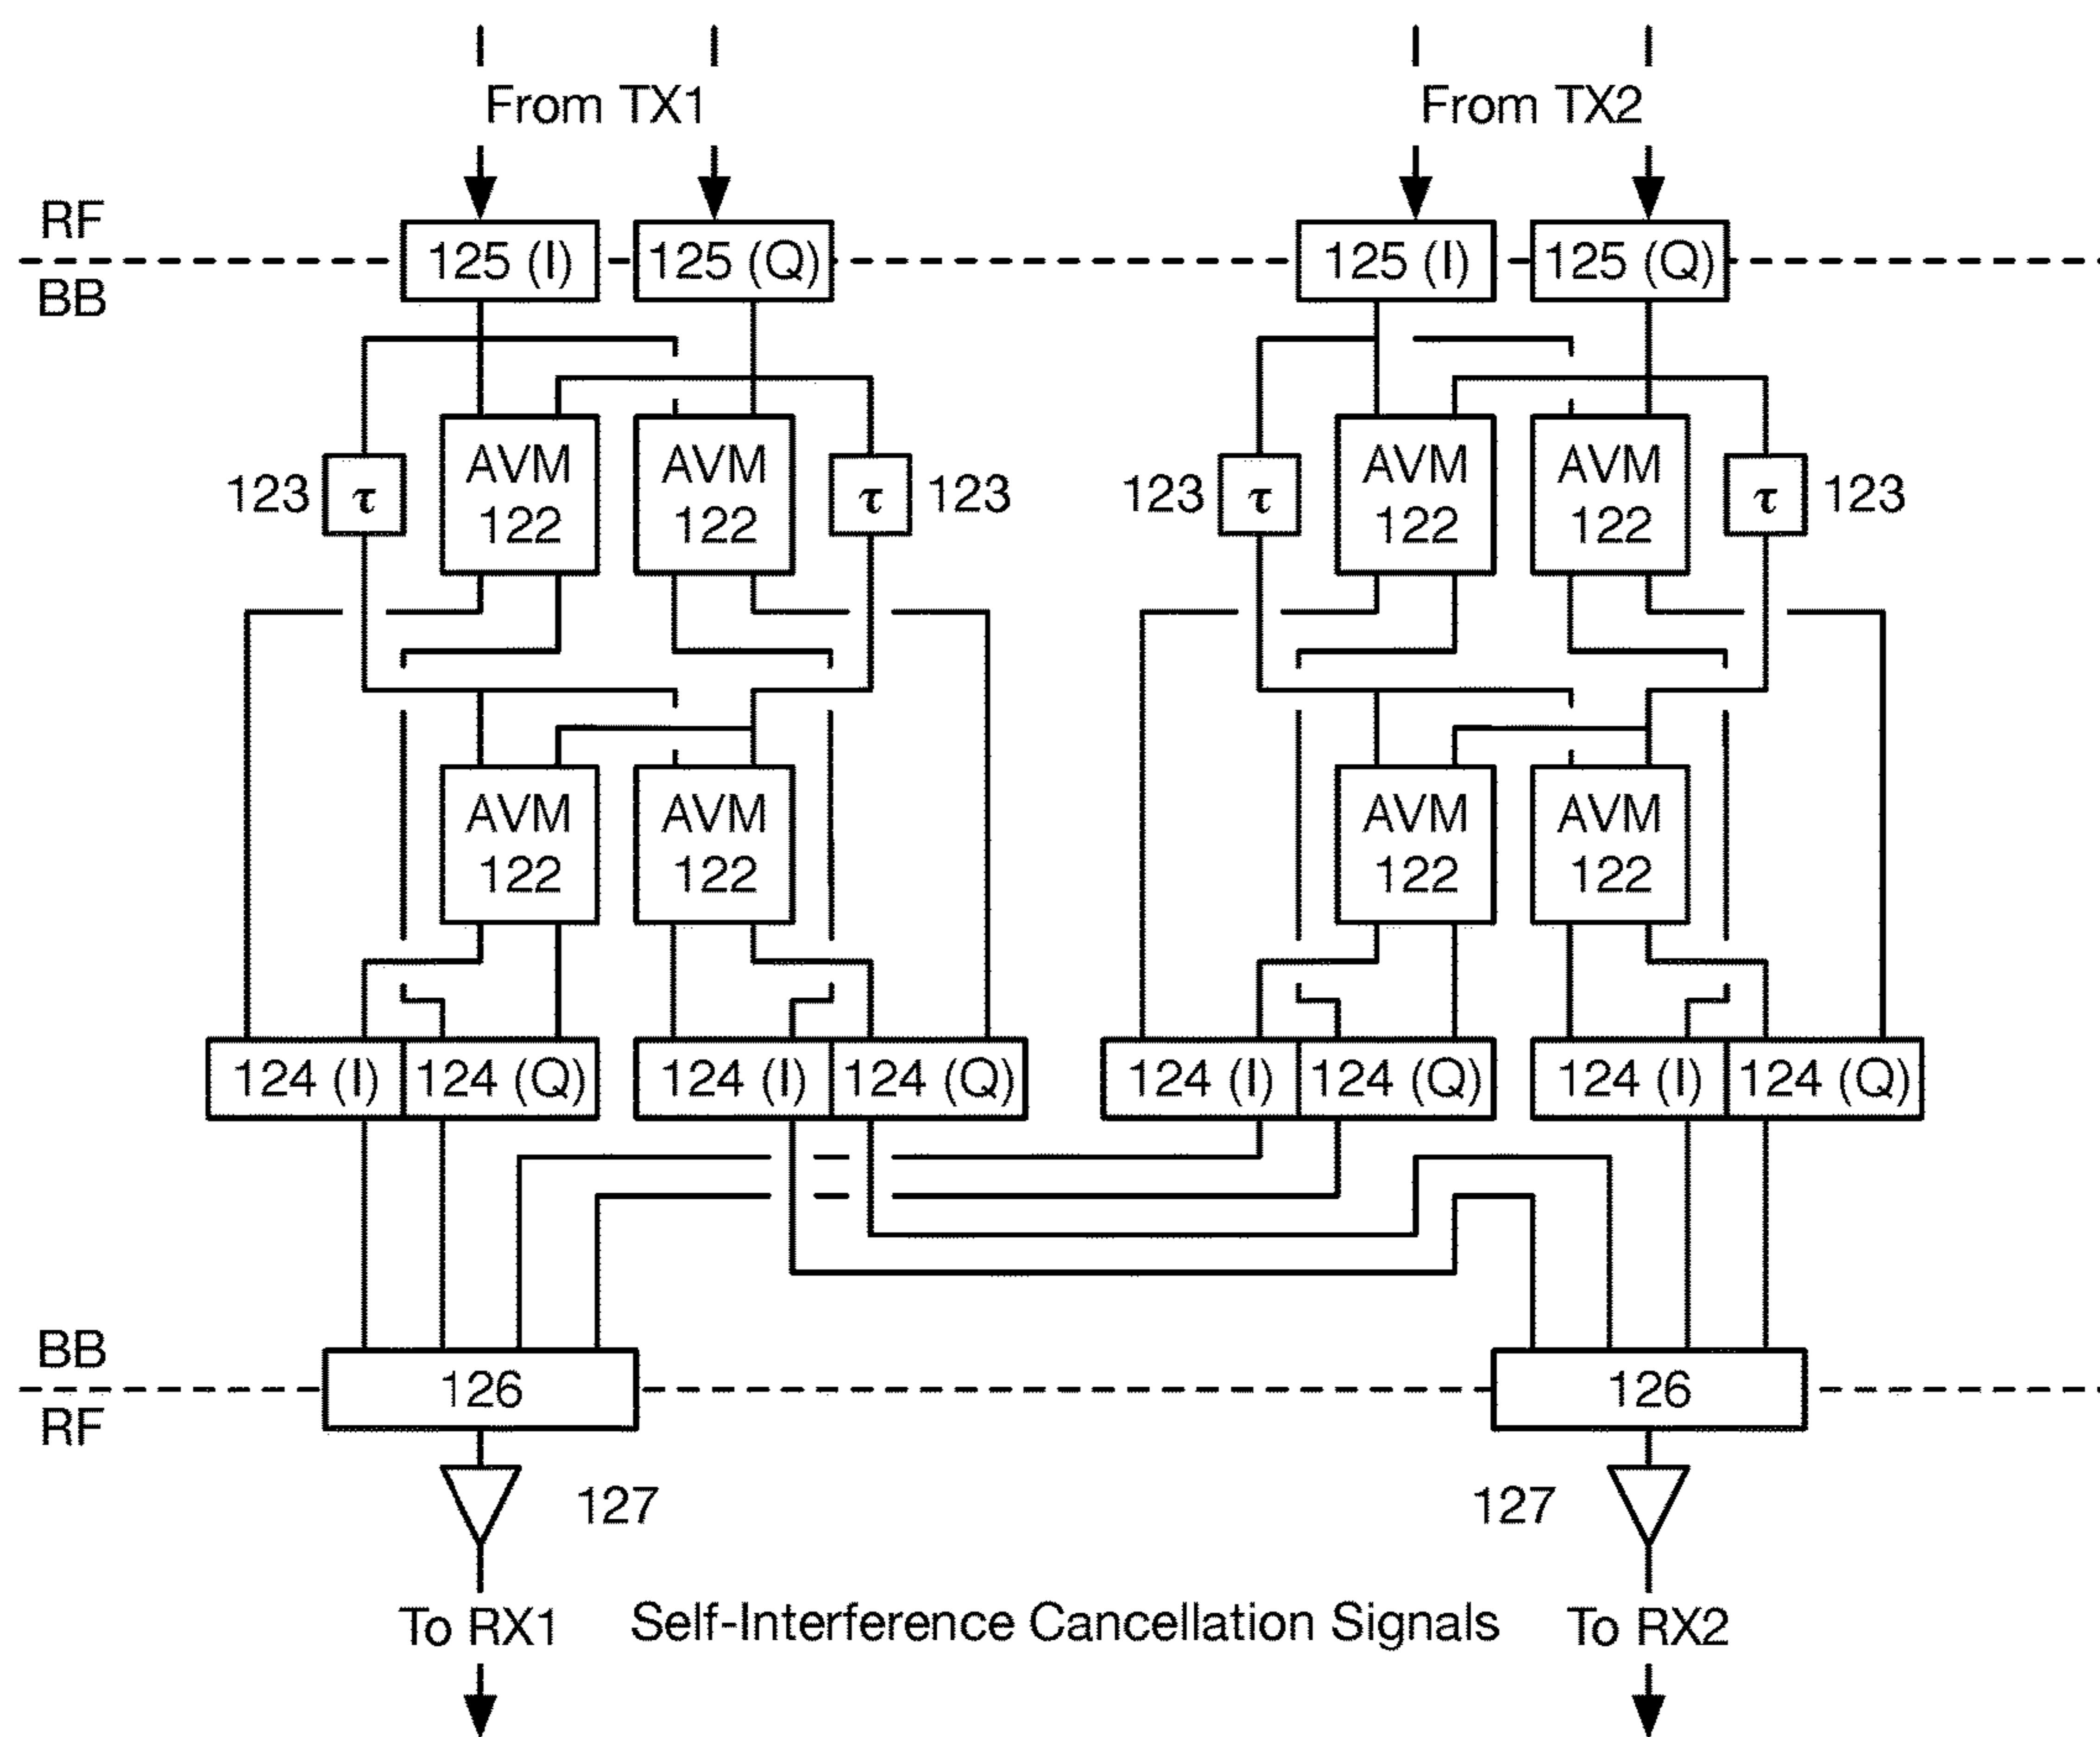 From TX1
From TX2
RF
125 (I)
125 (Q)
125 (I)
125 (Q)
BB
123
τ
AVM
122
AVM
122
τ
123
123
τ
AVM
122
AVM
122
τ
123
AVM
122
AVM
122
AVM
122
AVM
122
124 (I)
124 (Q)
124 (I)
124 (Q)
124 (I)
124 (Q)
124 (I)
124 (Q)
BB
126
126
RF
127
127
To RX1
Self-Interference Cancellation Signals
To RX2